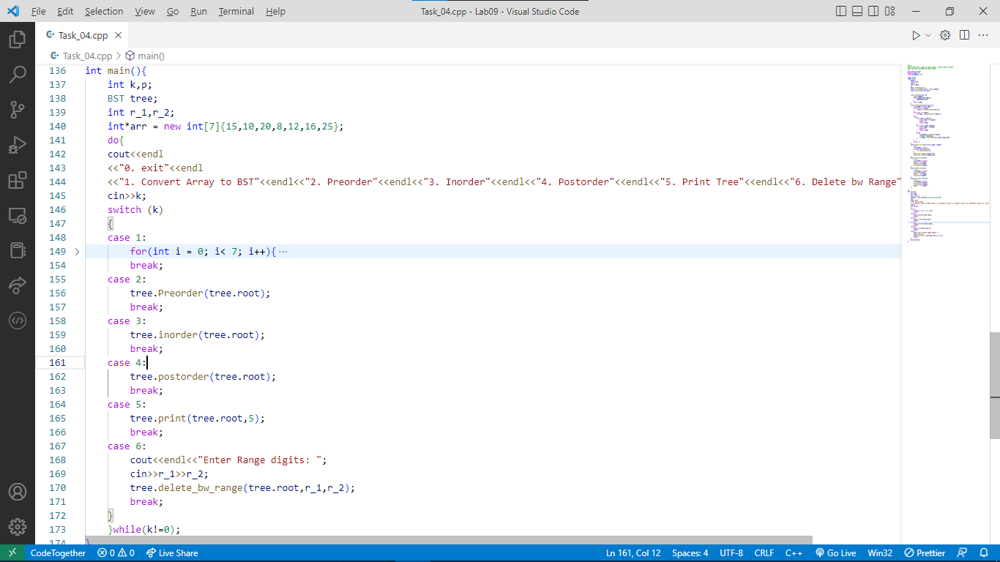 File Edit Selection View Go Run Terminal Help Task_04.cpp - Lab09 - Visual Studio Code
Task_04.cpp
Task_04.cpp > main()
136 int main(){
137 int k,p;
138 BST tree;
139 int r_1,r_2;
140 int*arr = new int[7]{15,10,20,8,12,16,25};
141 do{
142 cout<<endl
143 <<"0. exit"<<endl
144 <<"1. Convert Array to BST"<<endl<<"2. Preorder"<<endl<<"3. Inorder"<<endl<<"4. Postorder"<<endl<<"5. Print Tree"<<endl<<"6. Delete bw Range"
145 cin>>k;
146 switch (k)
147 {
148 case 1:
149 for(int i = 0; i< 7; i++){ ···
154 break;
155 case 2:
156 tree.Preorder(tree.root);
157 break;
158 case 3:
159 tree.inorder(tree.root);
160 break;
161 case 4:
162 tree.postorder(tree.root);
163 break;
164 case 5:
165 tree.print(tree.root,5);
166 break;
167 case 6:
168 cout<<endl<<"Enter Range digits: ";
169 cin>>r_1>>r_2;
170 tree.delete_bw_range(tree.root,r_1,r_2);
171 break;
172 }
173 }while(k!=0);
174 }
CodeTogether 0 0 Live Share Ln 161, Col 12 Spaces: 4 UTF-8 CRLF C++ Go Live Win32 Prettier